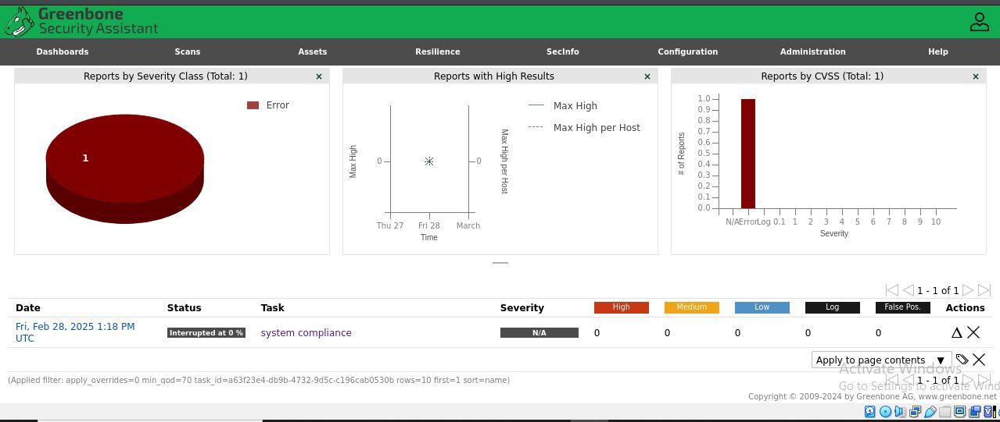 Greenbone
Security Assistant
Dashboards Scans Assets Resilience SecInfo Configuration Administration Help
Reports by Severity Class (Total: 1) ×
Error
1
Reports with High Results ×
Max High
Max High per Host
Max High
0
0
Max High per Host
Thu 27 Fri 28 March
Time
Reports by CVSS (Total: 1) ×
# of Reports
1.0
0.9
0.8
0.7
0.6
0.5
0.4
0.3
0.2
0.1
0.0
N/A Error Log 0.1 1 2 3 4 5 6 7 8 9 10
Severity
1 - 1 of 1
Date Status Task Severity High Medium Low Log False Pos. Actions
Fri, Feb 28, 2025 1:18 PM
UTC
Interrupted at 0 % system compliance N/A 0 0 0 0 0
Apply to page contents ▼
Activate Windows
(Applied filter: apply_overrides=0 min_qod=70 task_id=a63f23e4-db9b-4732-9d5c-c196cab0530b rows=10 first=1 sort=name)
1 - 1 of 1
Go to Settings to activate Wind
Copyright © 2009-2024 by Greenbone AG, www.greenbone.net